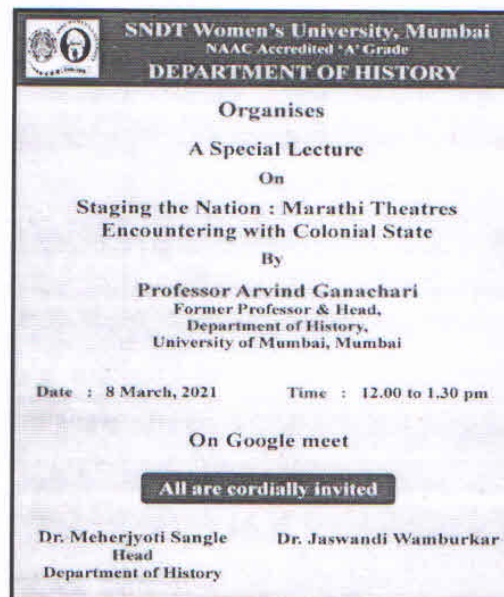 SNDT Women's University, Mumbai
NAAC Accredited 'A' Grade
DEPARTMENT OF HISTORY
Organises
A Special Lecture
On
Staging the Nation : Marathi Theatres
Encountering with Colonial State
By
Professor Arvind Ganachari
Former Professor & Head,
Department of History,
University of Mumbai, Mumbai
Date : 8 March, 2021 Time : 12.00 to 1.30 pm
On Google meet
All are cordially invited
Dr. Meherjyoti Sangle Dr. Jaswandi Wamburkar
Head
Department of History